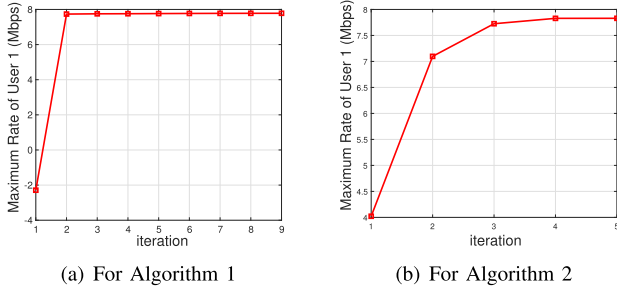 Maximum Rate of User 1 (Mbps)
8
6
4
2
0
-2
-4
1 2 3 4 5 6 7 8 9
iteration
(a) For Algorithm 1
Maximum Rate of User 1 (Mbps)
8
7.5
7
6.5
6
5.5
5
4.5
4
1 2 3 4 5
iteration
(b) For Algorithm 2